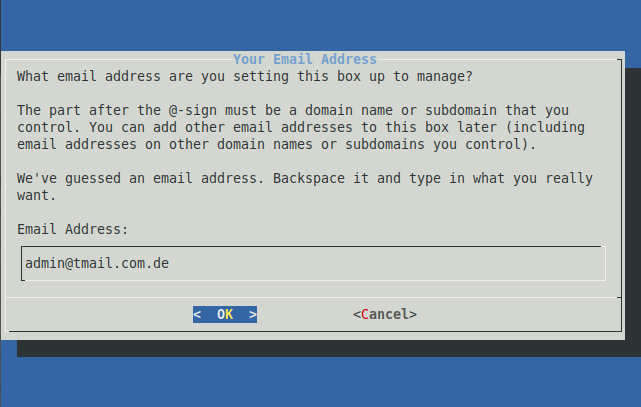 Your Email Address
What email address are you setting this box up to manage?
The part after the @-sign must be a domain name or subdomain that you
control. You can add other email addresses to this box later (including
email addresses on other domain names or subdomains you control).
We've guessed an email address. Backspace it and type in what you really
want.
Email Address:
admin@tmail.com.de
<  OK  > <Cancel>